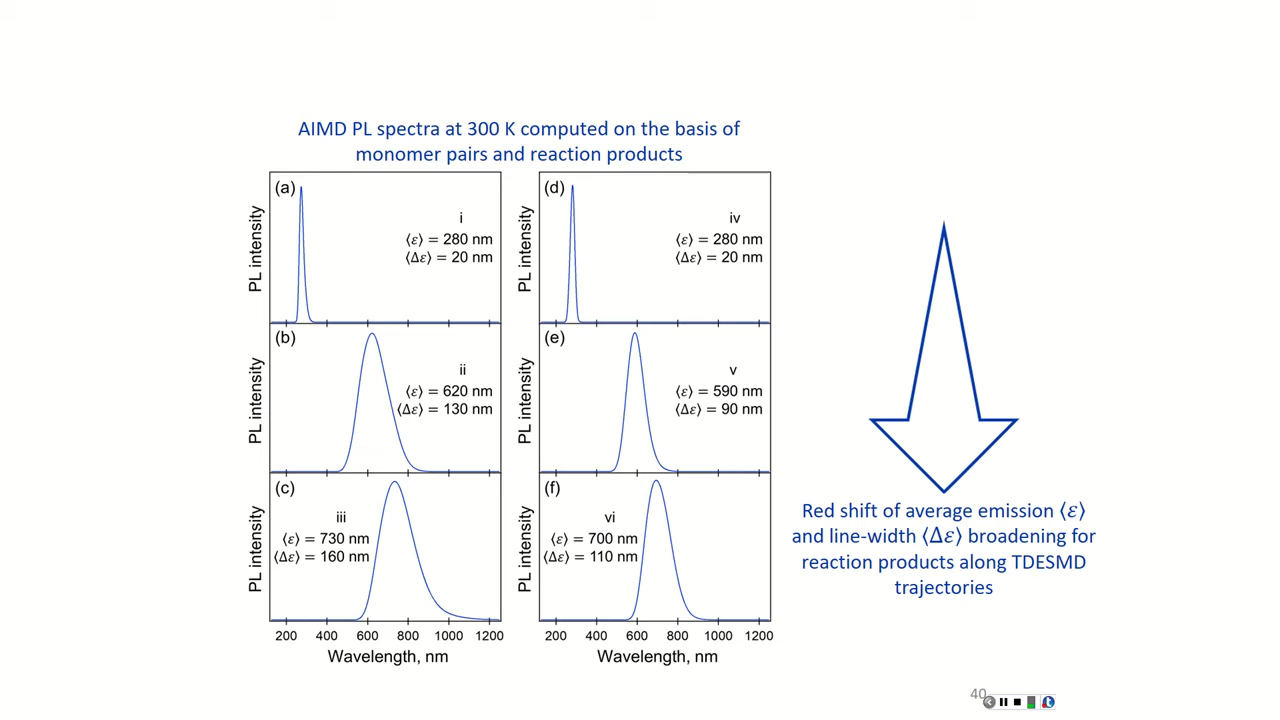 AIMD PL spectra at 300 K computed on the basis of
monomer pairs and reaction products
(a)
i
⟨ε⟩ = 280 nm
⟨Δε⟩ = 20 nm
PL intensity
(d)
iv
⟨ε⟩ = 280 nm
⟨Δε⟩ = 20 nm
PL intensity
(b)
ii
⟨ε⟩ = 620 nm
⟨Δε⟩ = 130 nm
PL intensity
(e)
v
⟨ε⟩ = 590 nm
⟨Δε⟩ = 90 nm
PL intensity
(c)
iii
⟨ε⟩ = 730 nm
⟨Δε⟩ = 160 nm
PL intensity
(f)
vi
⟨ε⟩ = 700 nm
⟨Δε⟩ = 110 nm
PL intensity
200 400 600 800 1000 1200
Wavelength, nm
200 400 600 800 1000 1200
Wavelength, nm
Red shift of average emission ⟨ε⟩
and line-width ⟨Δε⟩ broadening for
reaction products along TDESMD
trajectories
40